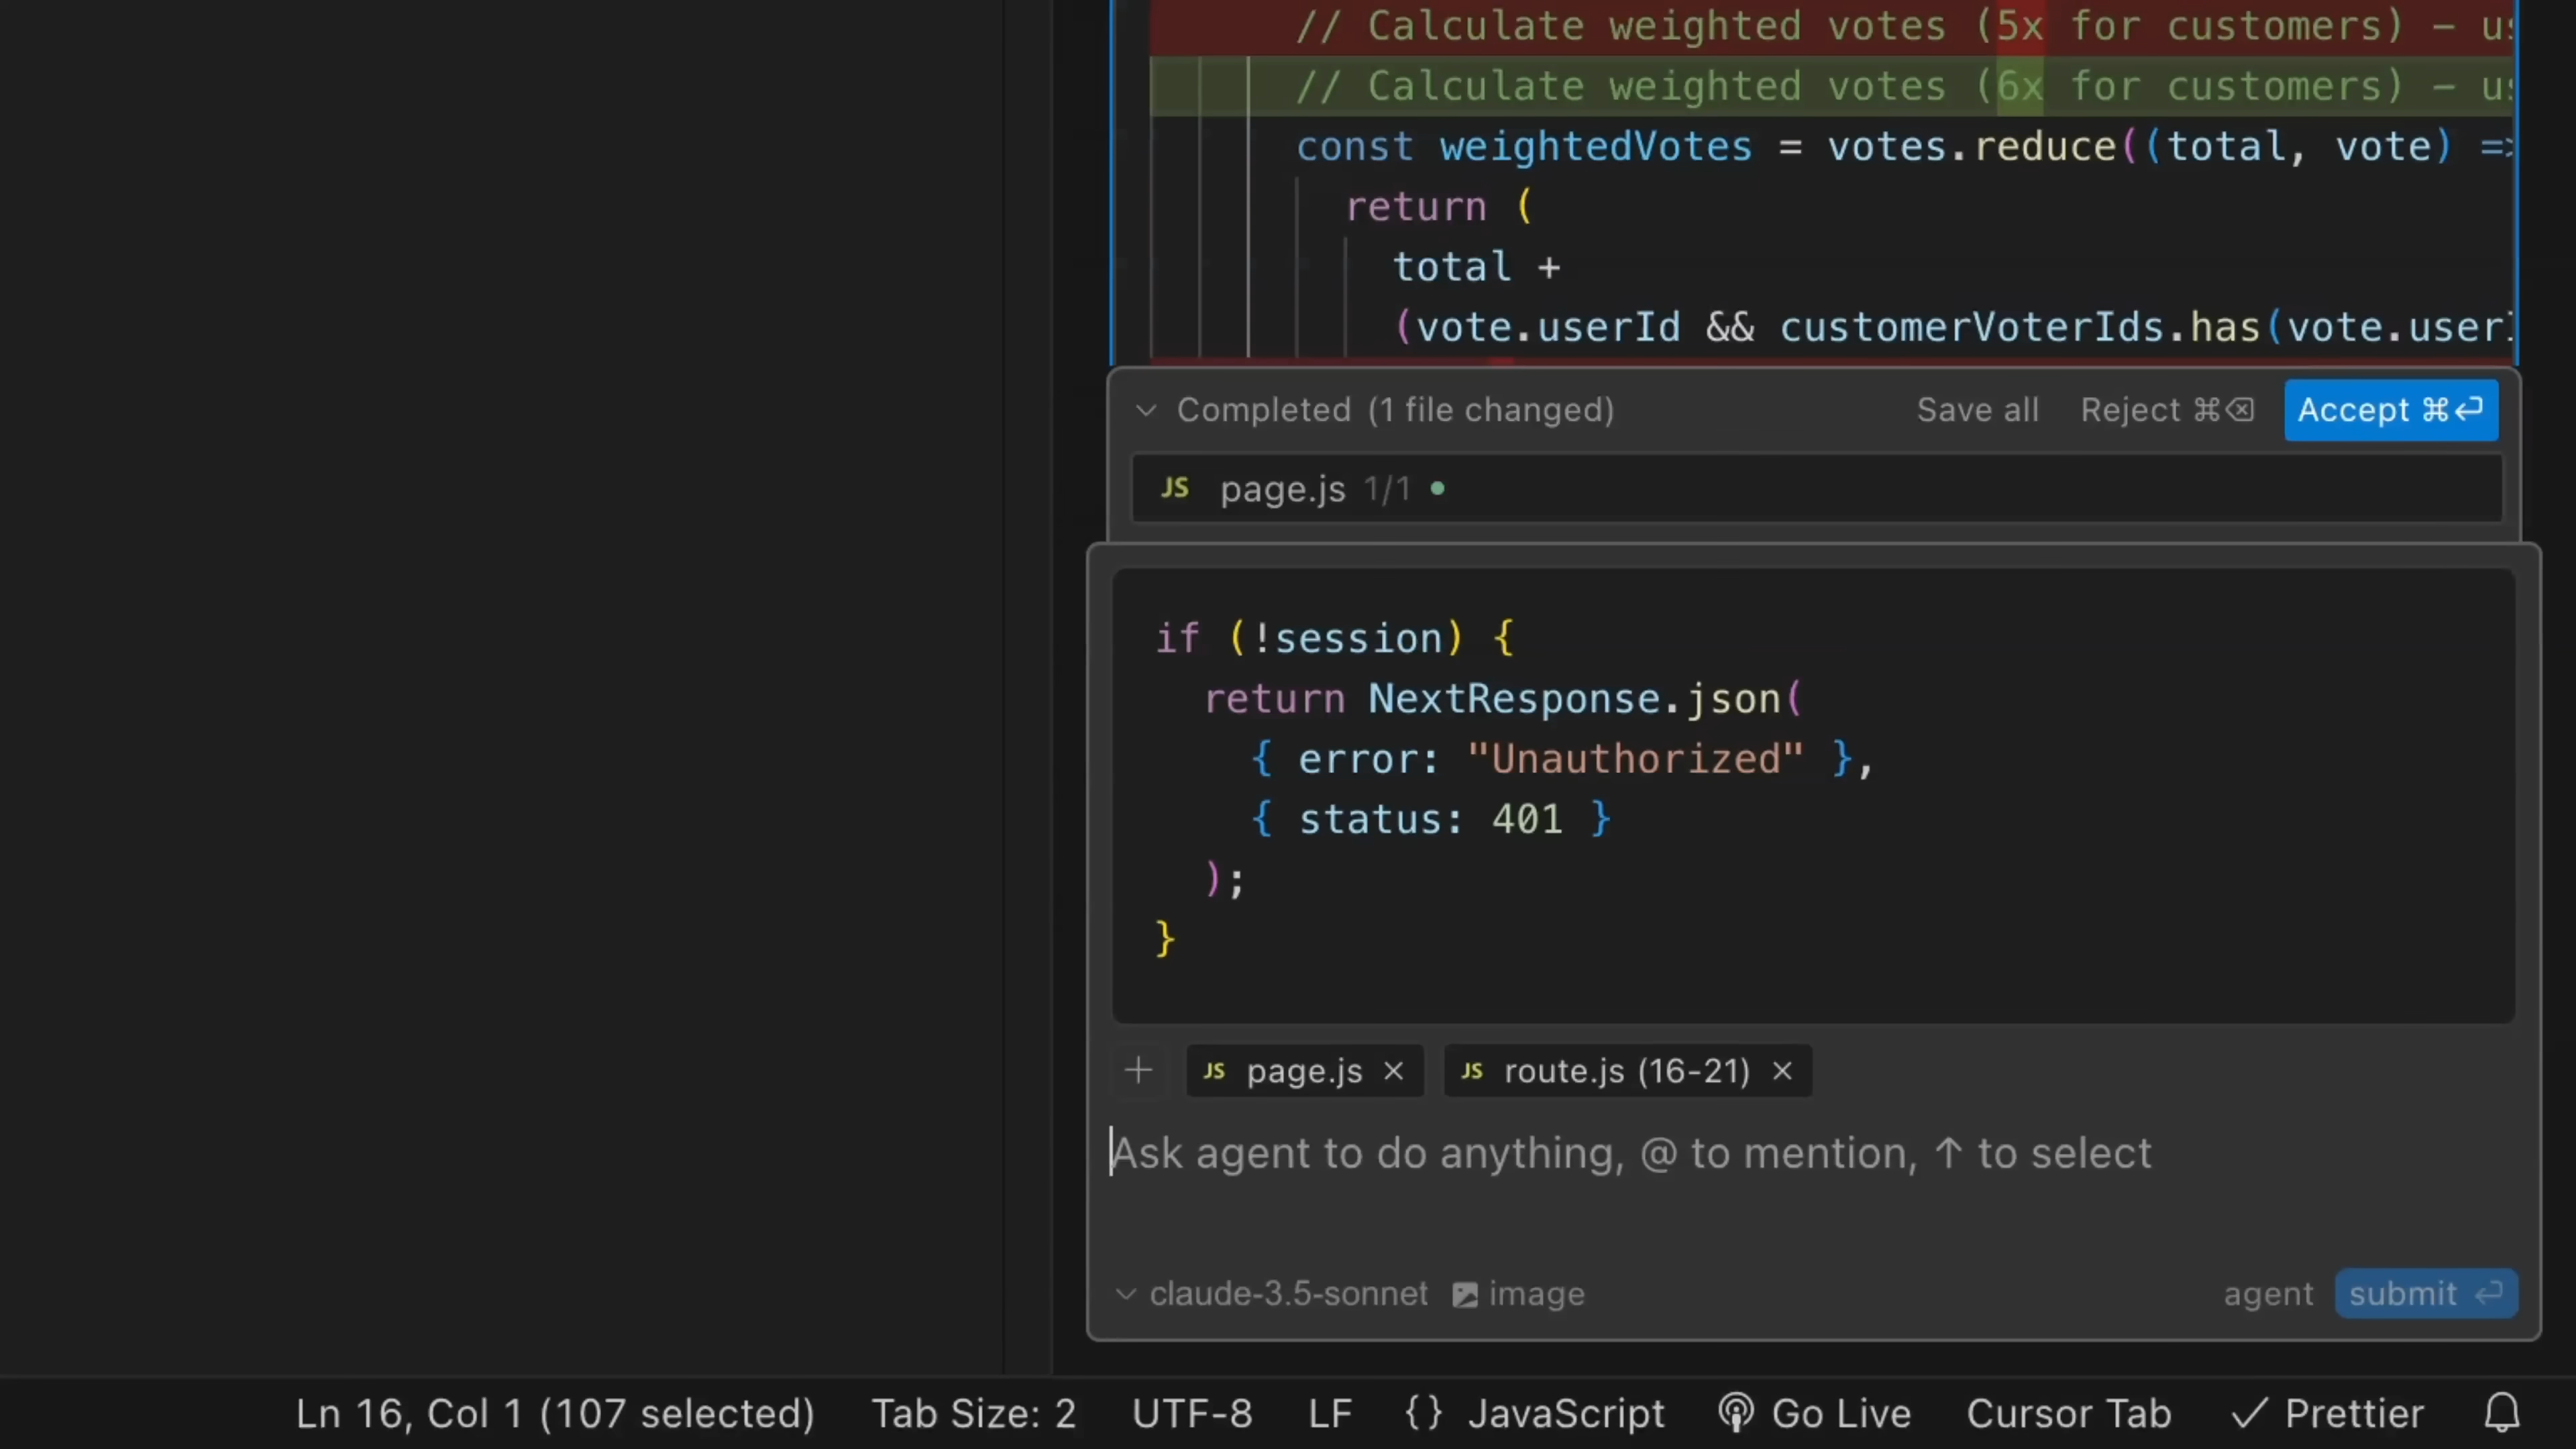 // Calculate weighted votes (5x for customers) –
// Calculate weighted votes (6x for customers) –
const weightedVotes = votes.reduce((total, vote) =>
return (
total +
(vote.userId && customerVoterIds.has(vote.userI
Completed (1 file changed) Save all Reject ⌘⌫ Accept ⌘⏎
JS page.js 1/1
if (!session) {
return NextResponse.json(
{ error: "Unauthorized" },
{ status: 401 }
);
}
+ JS page.js × JS route.js (16-21) ×
Ask agent to do anything, @ to mention, ↑ to select
claude-3.5-sonnet image agent submit ⏎
Ln 16, Col 1 (107 selected) Tab Size: 2 UTF-8 LF {} JavaScript Go Live Cursor Tab ✓ Prettier